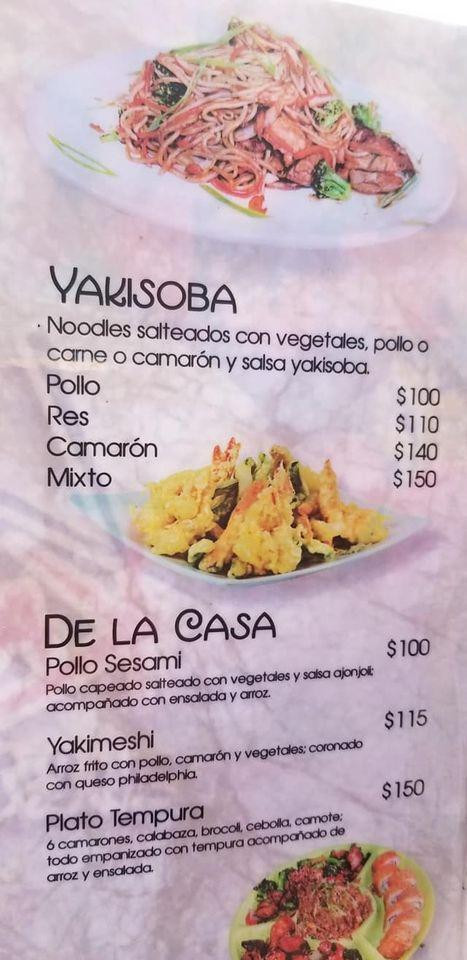 YAKISOBA
· Noodles salteados con vegetales, pollo o
carne o camarón y salsa yakisoba.
Pollo $100
Res $110
Camarón $140
Mixto $150
DE LA CASA
Pollo Sesami $100
Pollo capeado salteado con vegetales y salsa ajonjoli;
acompañado con ensalada y arroz.
Yakimeshi $115
Arroz frito con pollo, camarón y vegetales; coronado
con queso philadelphia.
Plato Tempura $150
6 camarones, calabaza, brocoli, cebolla, camote;
todo empanizado con tempura acompañado de
arroz y ensalada.